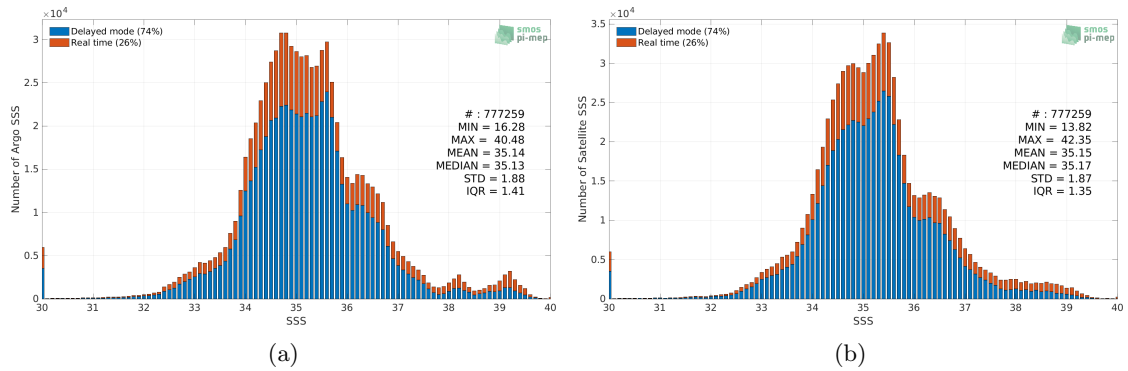 ×10⁴
Delayed mode (74%)
Real time (26%)
smos
pi-mep
3
2.5
2
1.5
1
0.5
0
Number of Argo SSS
# : 777259
MIN = 16.28
MAX = 40.48
MEAN = 35.14
MEDIAN = 35.13
STD = 1.88
IQR = 1.41
30 31 32 33 34 35 36 37 38 39 40
SSS
(a)
×10⁴
Delayed mode (74%)
Real time (26%)
smos
pi-mep
3.5
3
2.5
2
1.5
1
0.5
0
Number of Satellite SSS
# : 777259
MIN = 13.82
MAX = 42.35
MEAN = 35.15
MEDIAN = 35.17
STD = 1.87
IQR = 1.35
30 31 32 33 34 35 36 37 38 39 40
SSS
(b)